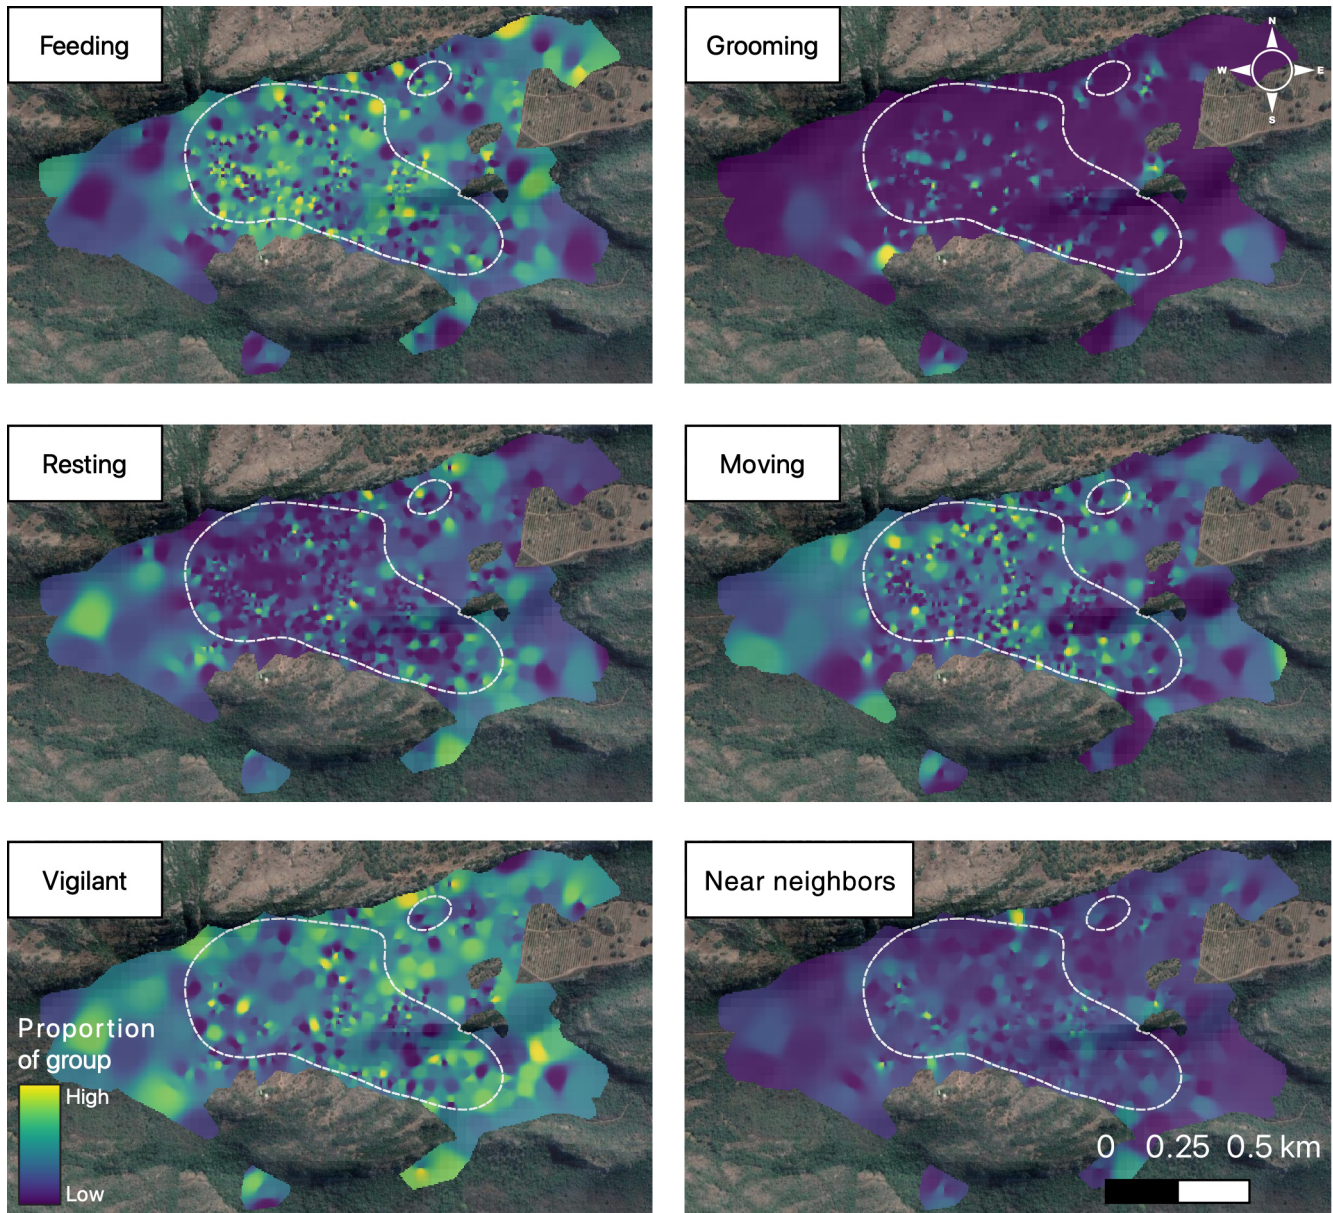 Feeding
Grooming
N
W
E
S
Resting
Moving
Vigilant
Near neighbors
Proportion
of group
High
Low
0 0.25 0.5 km